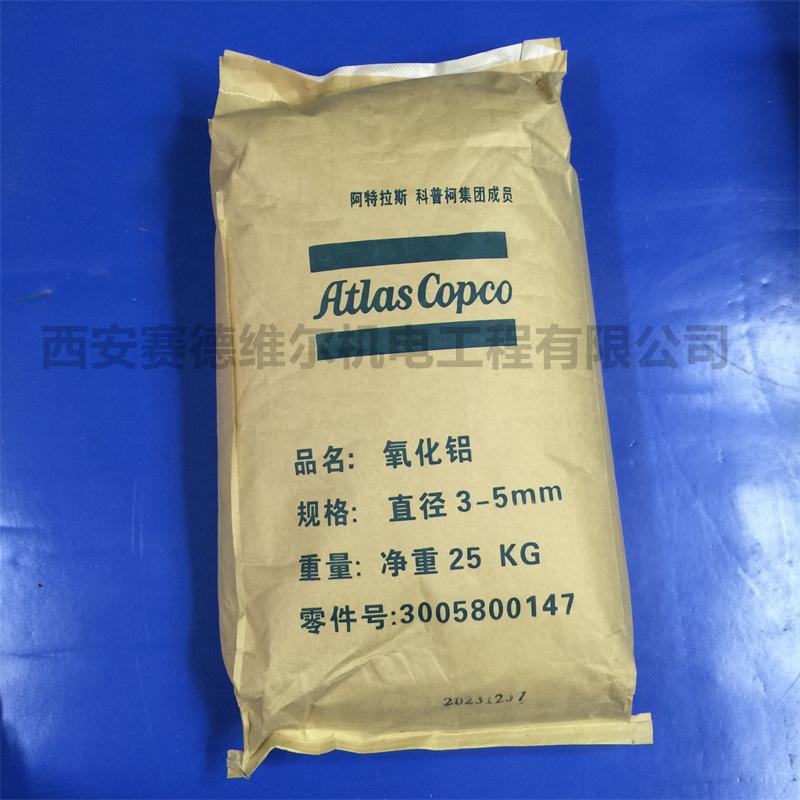 阿特拉斯 科普柯集团成员
Atlas Copco
西安赛德维尔机电工程有限公司
品名: 氧化铝
规格: 直径3-5mm
重量: 净重25 KG
零件号:3005800147